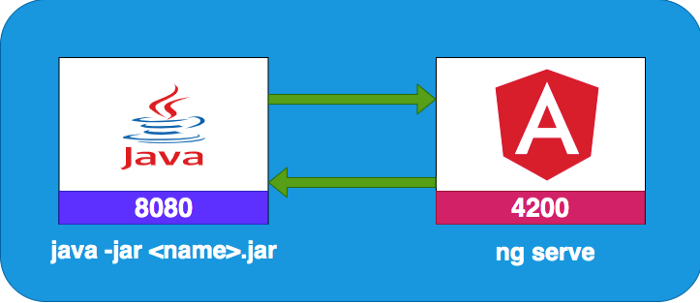 Java
8080
java -jar <name>.jar
A
4200
ng serve